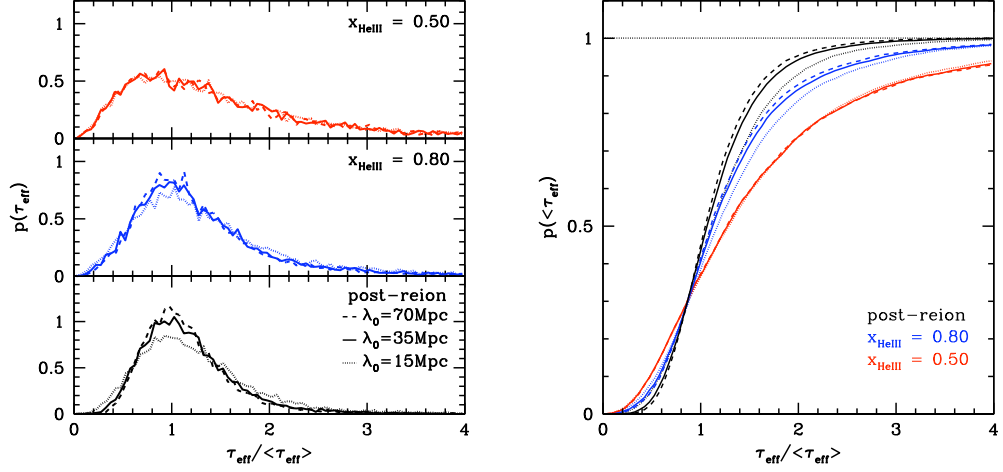 x_HeIII = 0.50
1
0.5
0
x_HeIII = 0.80
1
0.5
0
p(τ_eff)
post-reion
λ_0=70Mpc
λ_0=35Mpc
λ_0=15Mpc
1
0.5
0
0 1 2 3 4
τ_eff/<τ_eff>
1
0.5
0
p(<τ_eff)
post-reion
x_HeIII = 0.80
x_HeIII = 0.50
0 1 2 3 4
τ_eff/<τ_eff>